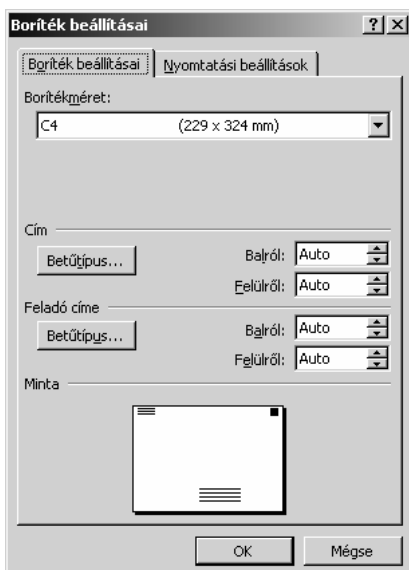 Boríték beállításai
Boríték beállításai Nyomtatási beállítások
Borítékméret:
C4 (229 x 324 mm)
Cím
Betűtípus... Balról: Auto
Felülről: Auto
Feladó címe
Betűtípus... Balról: Auto
Felülről: Auto
Minta
OK Mégse